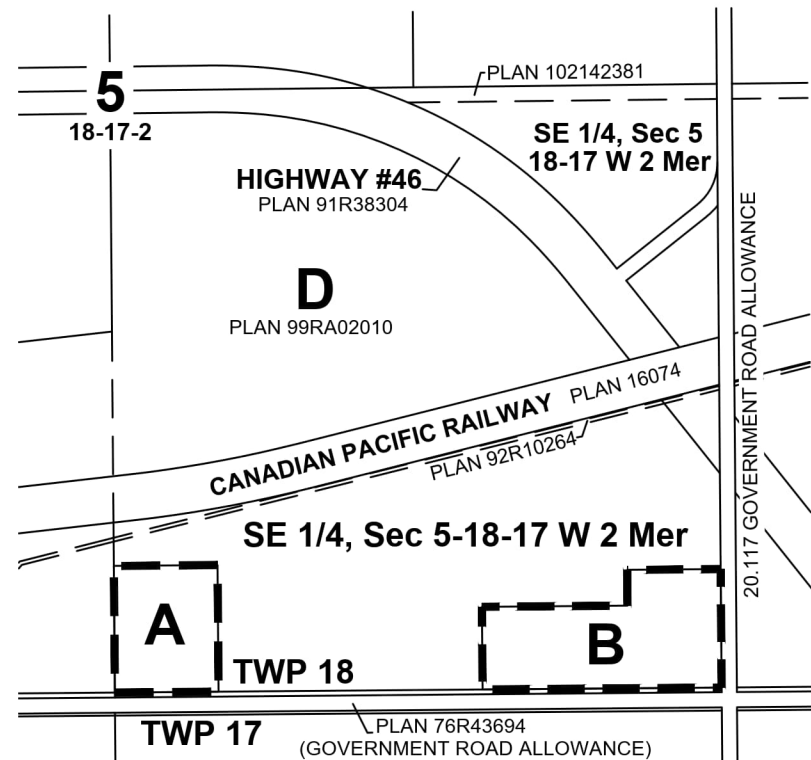 5
18-17-2
PLAN 102142381
SE 1/4, Sec 5
18-17 W 2 Mer
HIGHWAY #46
PLAN 91R38304
D
PLAN 99RA02010
20.117 GOVERNMENT ROAD ALLOWANCE
CANADIAN PACIFIC RAILWAY PLAN 16074
PLAN 92R10264
SE 1/4, Sec 5-18-17 W 2 Mer
A
B
TWP 18
TWP 17
PLAN 76R43694
(GOVERNMENT ROAD ALLOWANCE)